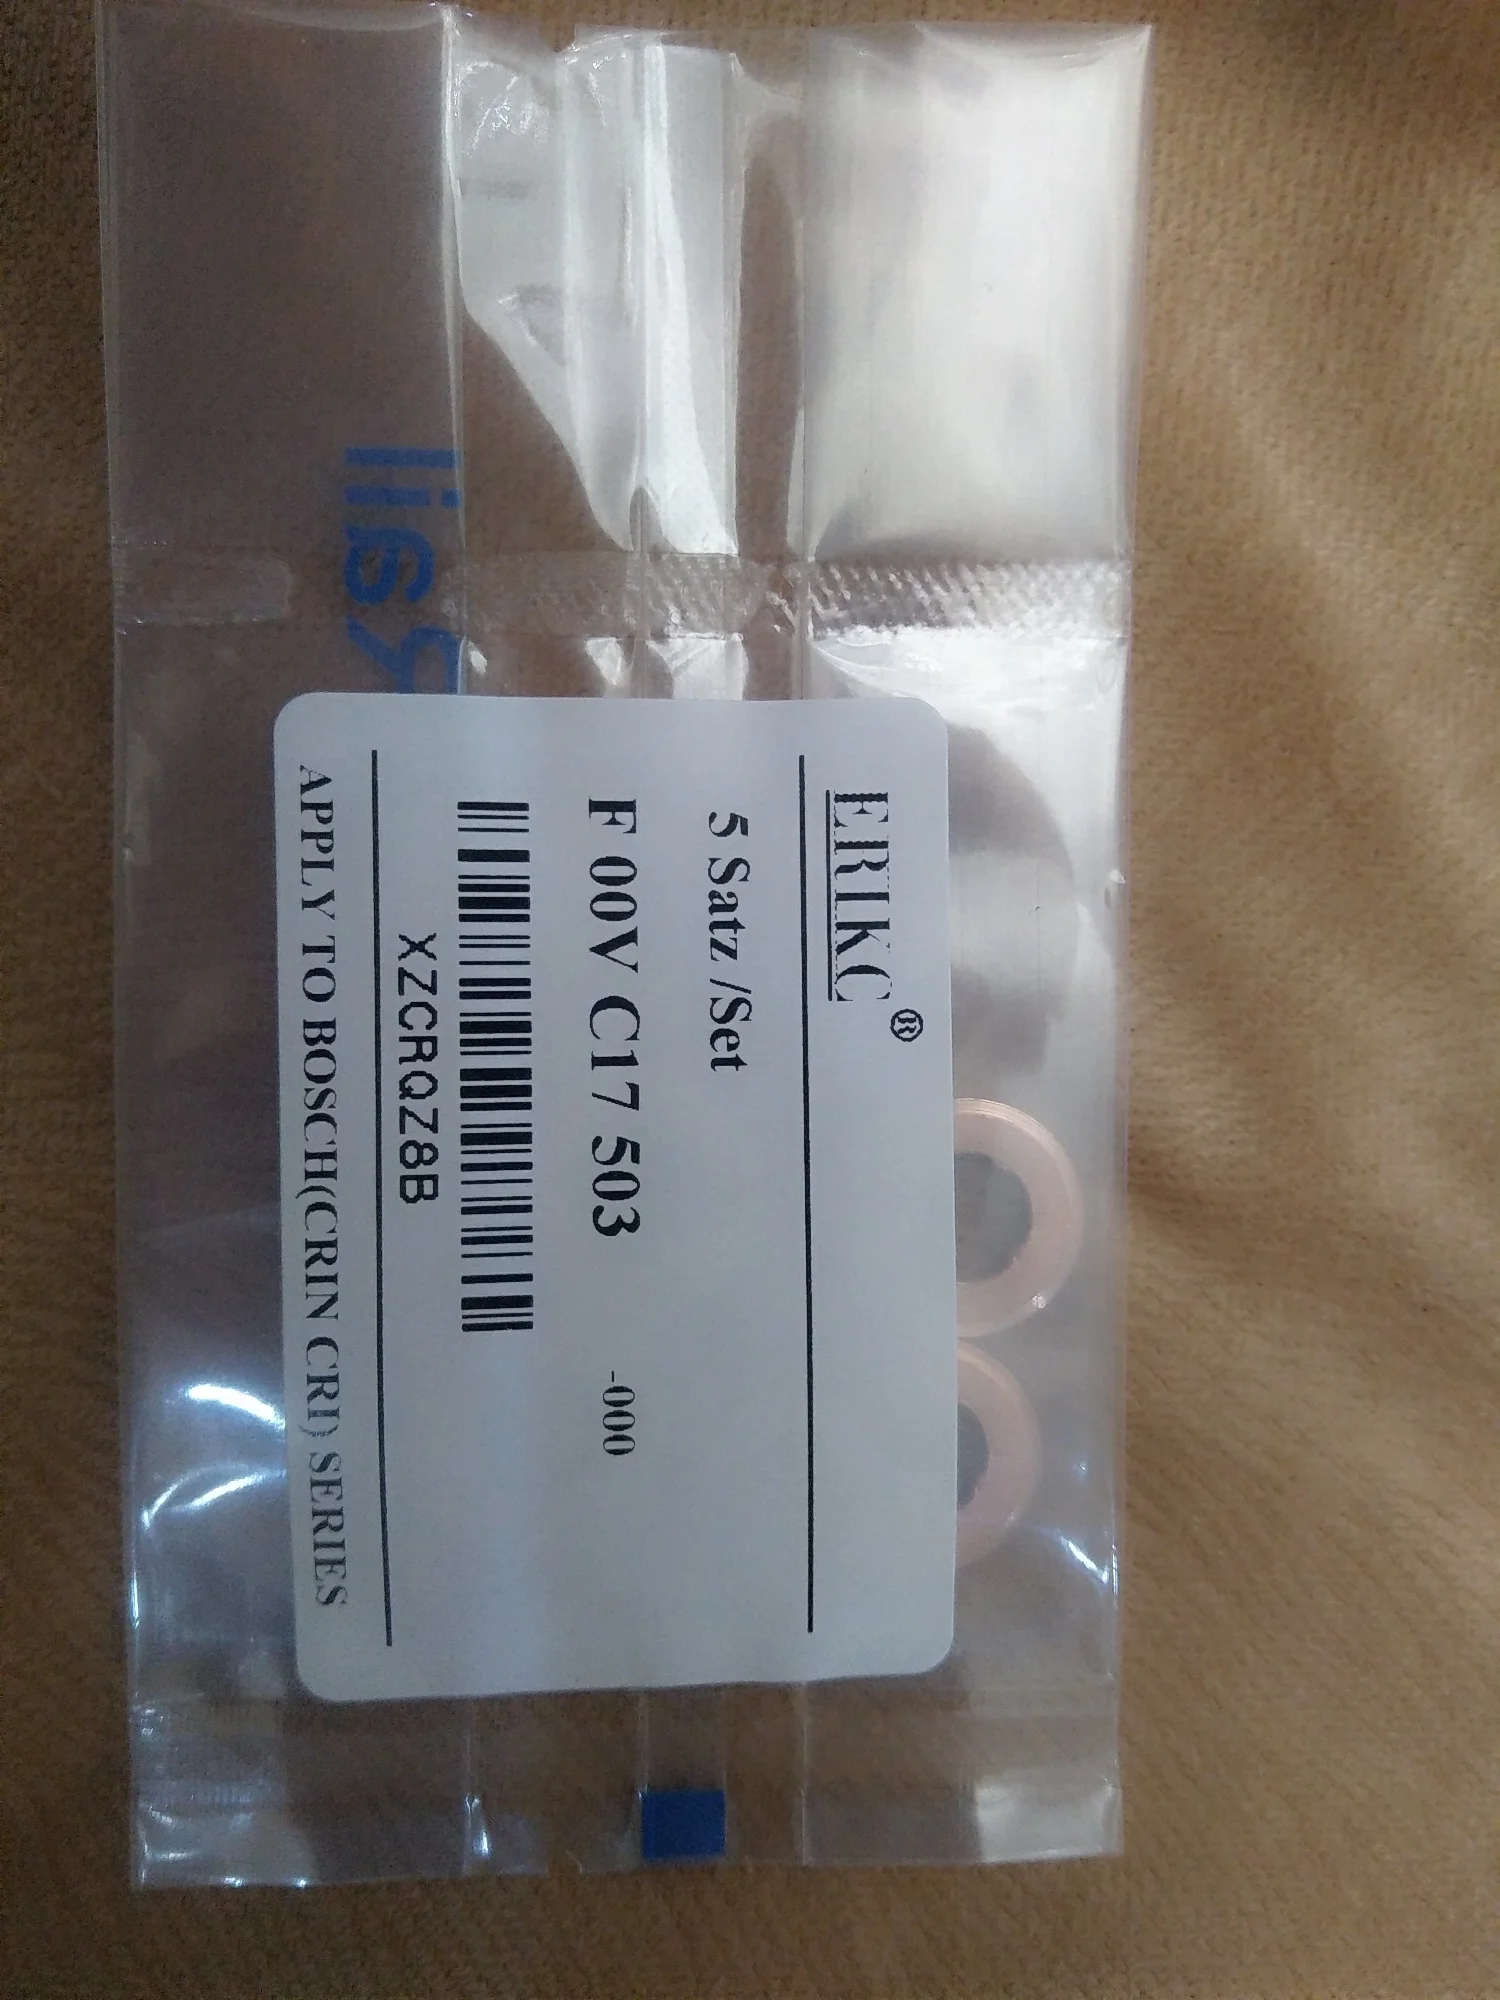 ERIKC®
5 Satz /Set
F 00V C17 503 -000
XZCRQZ8B
APPLY TO BOSCH(CRIN CRI) SERIES